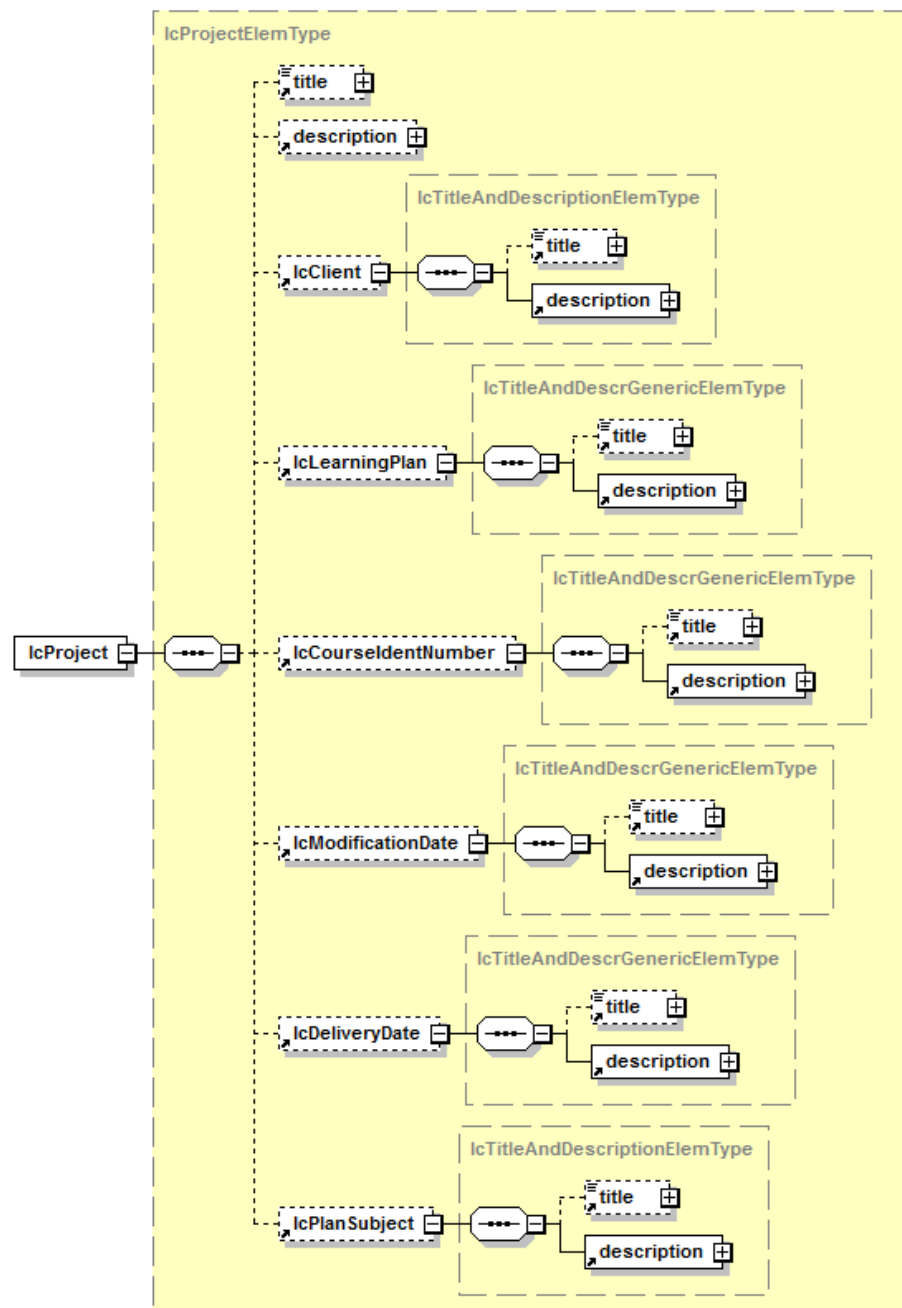 lcProjectElemType
title
description
lcTitleAndDescriptionElemType
lcClient
title
description
lcTitleAndDescrGenericElemType
lcLearningPlan
title
description
lcTitleAndDescrGenericElemType
lcProject
lcCourseIdentNumber
title
description
lcTitleAndDescrGenericElemType
lcModificationDate
title
description
lcTitleAndDescrGenericElemType
lcDeliveryDate
title
description
lcTitleAndDescriptionElemType
lcPlanSubject
title
description